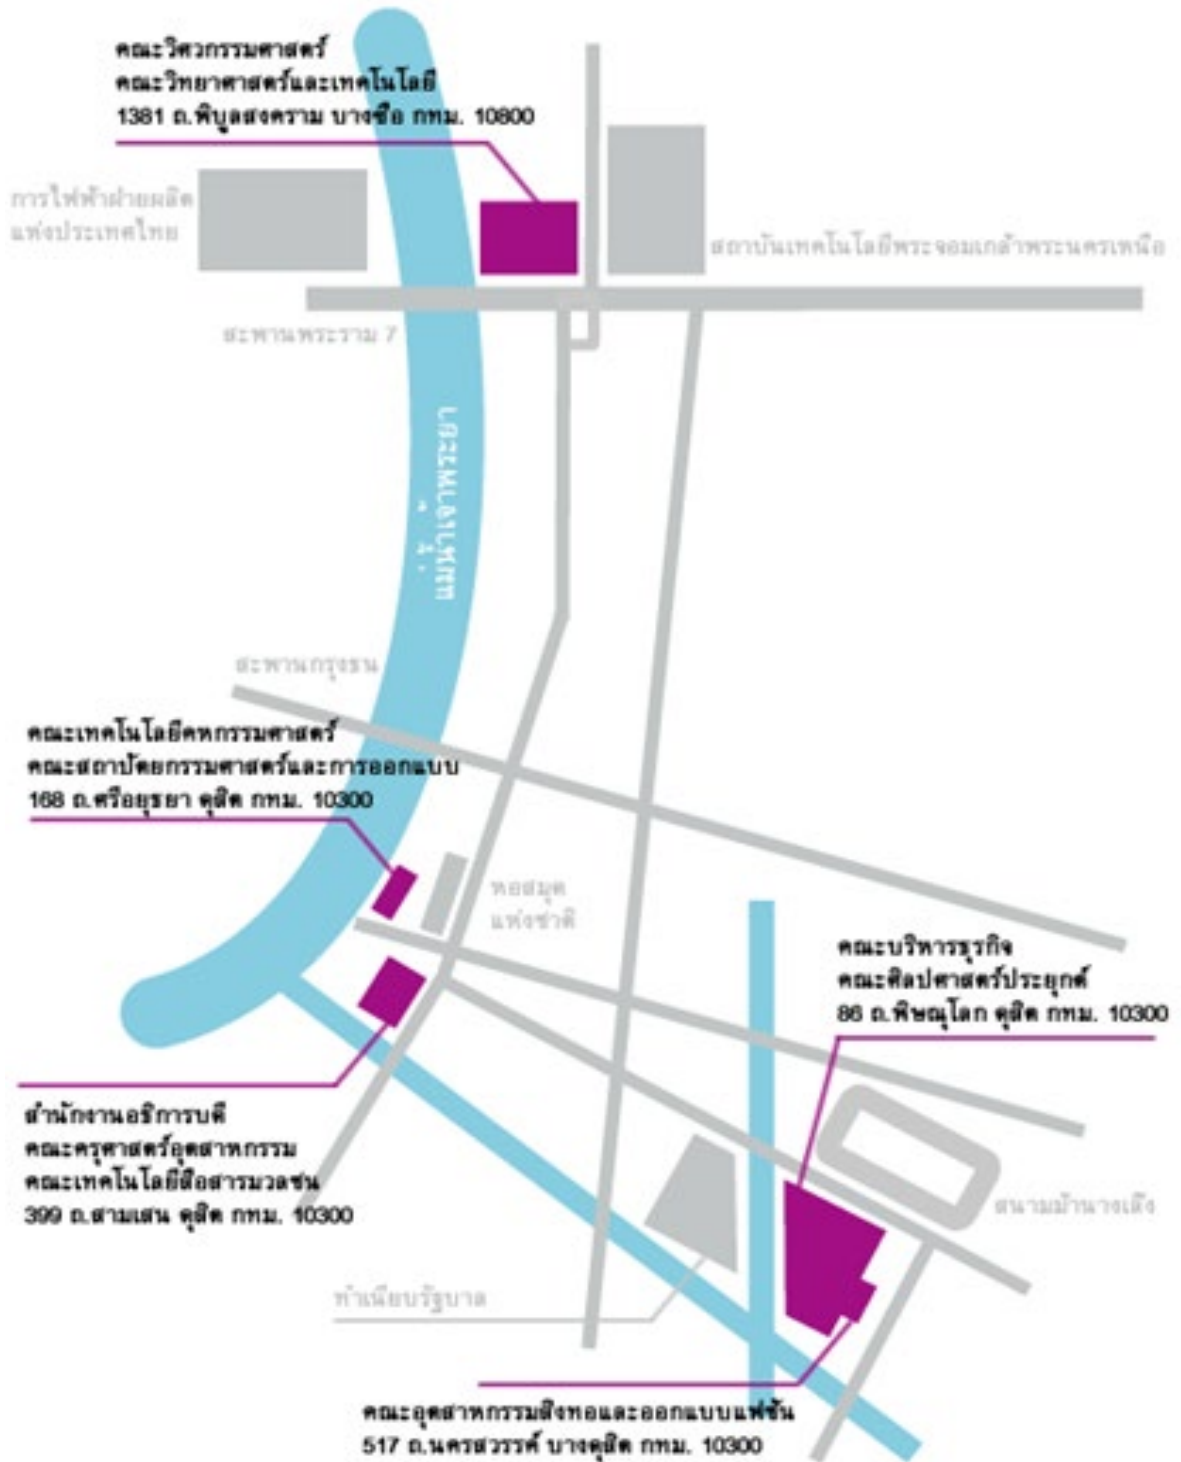 คณะวิศวกรรมศาสตร์
คณะวิทยาศาสตร์และเทคโนโลยี
1381 ถ.พิบูลสงคราม บางซื่อ กทม. 10800
การไฟฟ้าฝ่ายผลิต
แห่งประเทศไทย
สถาบันเทคโนโลยีพระจอมเกล้าพระนครเหนือ
สะพานพระราม 7
แม่น้ำเจ้าพระยา
สะพานกรุงธน
คณะเทคโนโลยีคหกรรมศาสตร์
คณะสถาปัตยกรรมศาสตร์และการออกแบบ
168 ถ.ศรีอยุธยา ดุสิต กทม. 10300
หอสมุด
แห่งชาติ
คณะบริหารธุรกิจ
คณะศิลปศาสตร์ประยุกต์
86 ถ.พิษณุโลก ดุสิต กทม. 10300
สำนักงานอธิการบดี
คณะครุศาสตร์อุตสาหกรรม
คณะเทคโนโลยีสื่อสารมวลชน
399 ถ.สามเสน ดุสิต กทม. 10300
สนามม้านางเลิ้ง
ทำเนียบรัฐบาล
คณะอุตสาหกรรมสิ่งทอและออกแบบแฟชั่น
517 ถ.นครสวรรค์ บางดุสิต กทม. 10300